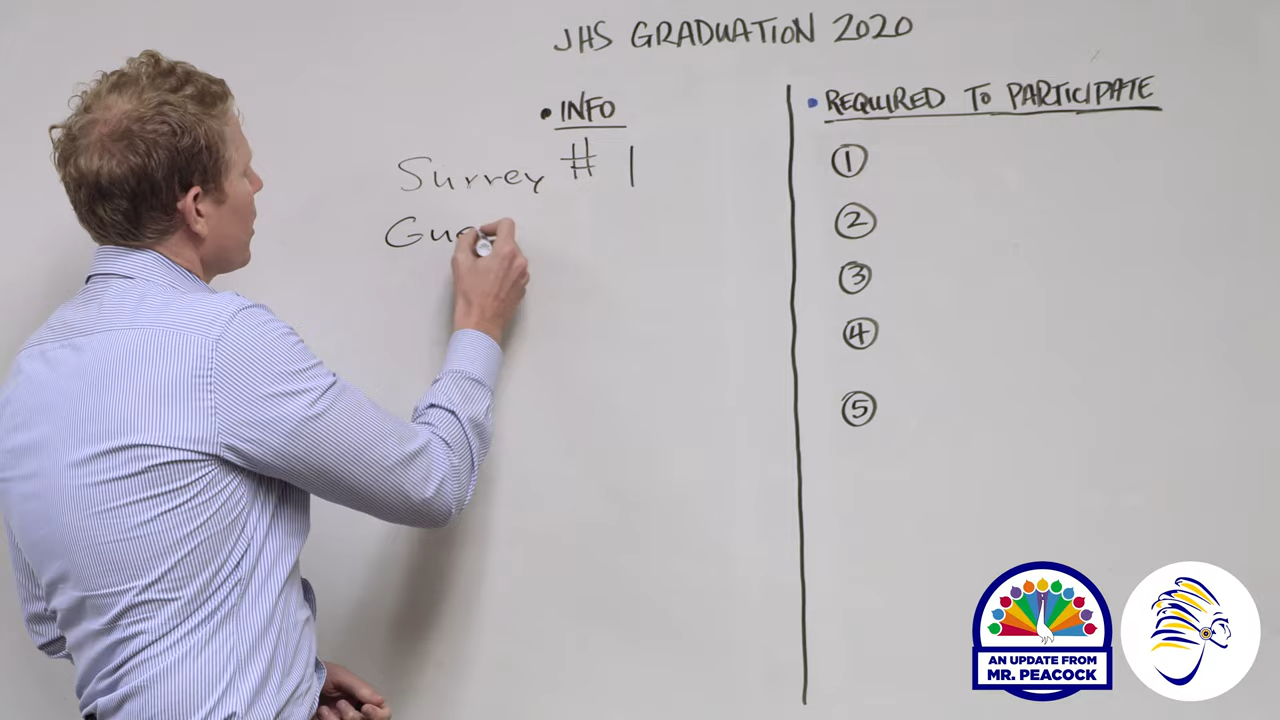 JHS GRADUATION 2020
• INFO
Survey # 1
• REQUIRED TO PARTICIPATE
①
②
③
④
⑤
AN UPDATE FROM
MR. PEACOCK